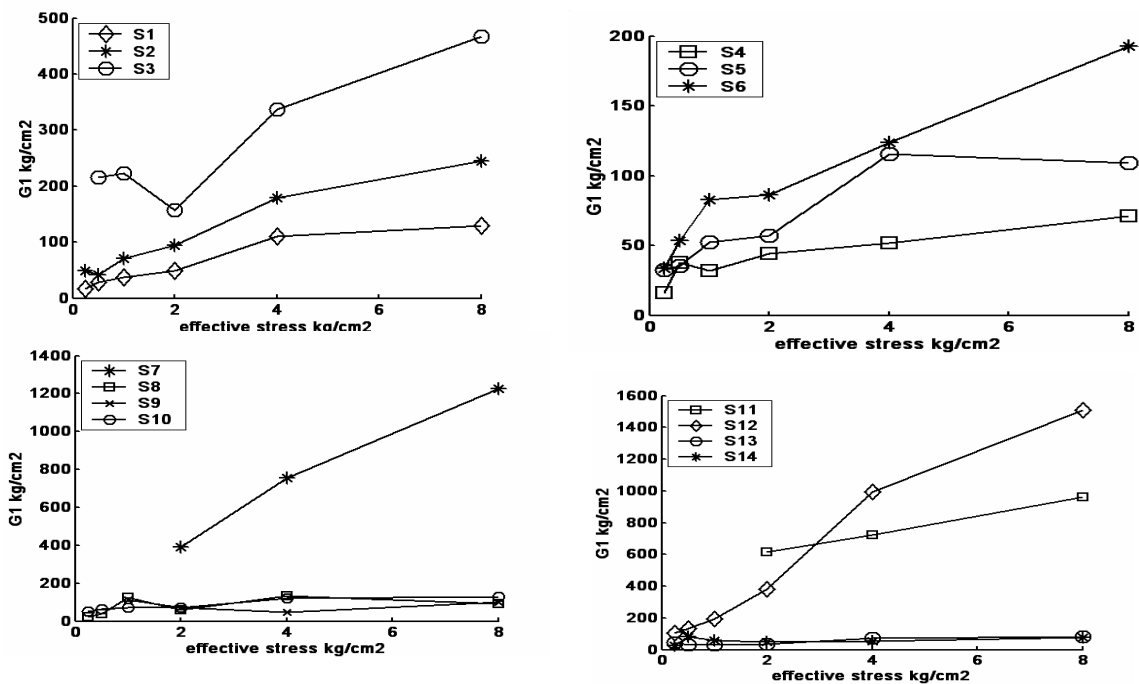 500
400
300
200
100
0
G1 kg/cm2
S1
S2
S3
0 2 4 6 8
effective stress kg/cm2
200
150
100
50
0
G1 kg/cm2
S4
S5
S6
0 2 4 6 8
effective stress kg/cm2
1400
1200
1000
800
600
400
200
0
G1 kg/cm2
S7
S8
S9
S10
0 2 4 6 8
effective stress kg/cm2
1600
1400
1200
1000
800
600
400
200
0
G1 kg/cm2
S11
S12
S13
S14
0 2 4 6 8
effective stress kg/cm2